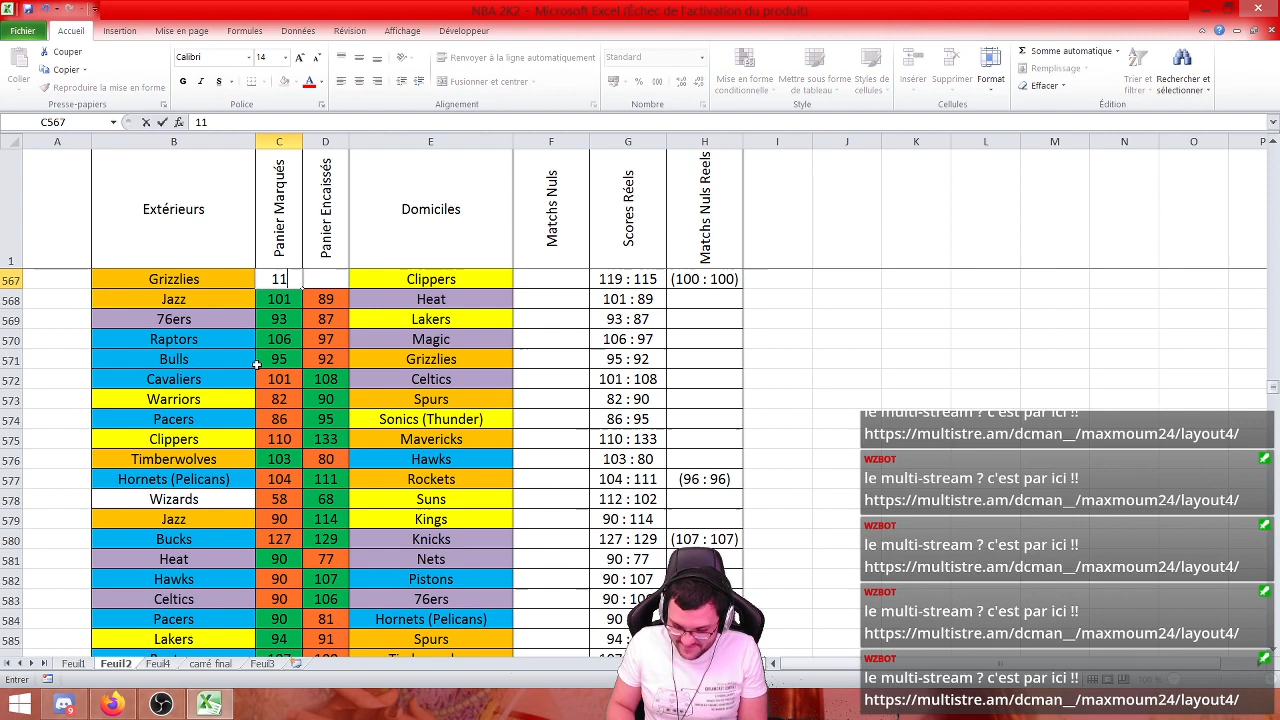 NBA 2K2 - Microsoft Excel (Échec de l'activation du produit)
Fichier Accueil Insertion Mise en page Formules Données Révision Affichage Développeur
Coller
Couper
Copier
Reproduire la mise en forme
Presse-papiers
Calibri 14
G I S
Police
Renvoyer à la ligne automatiquement
Fusionner et centrer
Alignement
Standard
Nombre
Mise en forme conditionnelle
Mettre sous forme de tableau
Styles de cellules
Style
Insérer Supprimer Format
Cellules
Somme automatique
Remplissage
Effacer
Trier et filtrer
Rechercher et sélectionner
Édition
C567 11
A B C D E F G H I J K L M N O P
1 Extérieurs Panier Marqués Panier Encaissés Domiciles Matchs Nuls Scores Réels Matchs Nuls Reels
567 Grizzlies 11 Clippers 119 : 115 (100 : 100)
568 Jazz 101 89 Heat 101 : 89
569 76ers 93 87 Lakers 93 : 87
570 Raptors 106 97 Magic 106 : 97
571 Bulls 95 92 Grizzlies 95 : 92
572 Cavaliers 101 108 Celtics 101 : 108
573 Warriors 82 90 Spurs 82 : 90
574 Pacers 86 95 Sonics (Thunder) 86 : 95
575 Clippers 110 133 Mavericks 110 : 133
576 Timberwolves 103 80 Hawks 103 : 80
577 Hornets (Pelicans) 104 111 Rockets 104 : 111 (96 : 96)
578 Wizards 58 68 Suns 112 : 102
579 Jazz 90 114 Kings 90 : 114
580 Bucks 127 129 Knicks 127 : 129 (107 : 107)
581 Heat 90 77 Nets 90 : 77
582 Hawks 90 107 Pistons 90 : 107
583 Celtics 90 106 76ers 90 :
584 Pacers 90 81 Hornets (Pelicans) 90
585 Lakers 94 91 Spurs 94 :
le multi-stream ? c'est par ici !!
https://multistre.am/dcman__/maxmoum24/layout4/
WZBOT
le multi-stream ? c'est par ici !!
https://multistre.am/dcman__/maxmoum24/layout4/
WZBOT
le multi-stream ? c'est par ici !!
https://multistre.am/dcman__/maxmoum24/layout4/
WZBOT
le multi-stream ? c'est par ici !!
https://multistre.am/dcman__/maxmoum24/layout4/
WZBOT
le multi-stream ? c'est par ici !!
https://multistre.am/dcman__/maxmoum24/layout4/
Feuil1 Feuil2 Feuil4 carré final Feuil3
Entrer
100 %